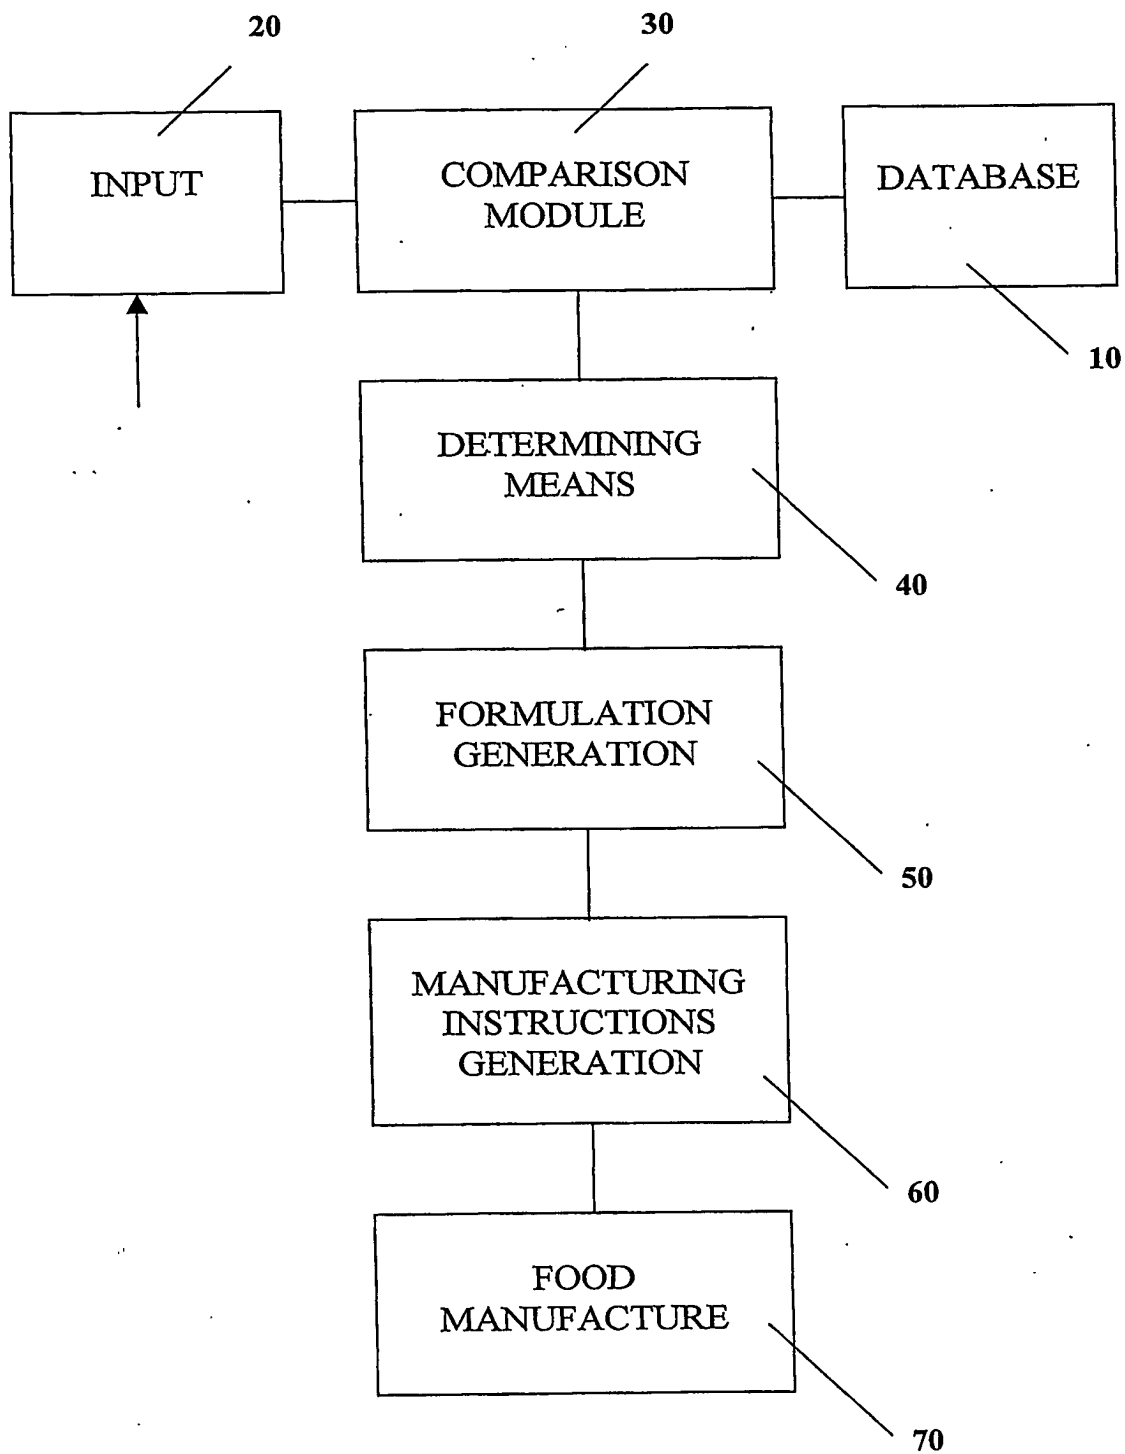 20
30
INPUT
COMPARISON
MODULE
DATABASE
10
DETERMINING
MEANS
40
FORMULATION
GENERATION
50
MANUFACTURING
INSTRUCTIONS
GENERATION
60
FOOD
MANUFACTURE
70